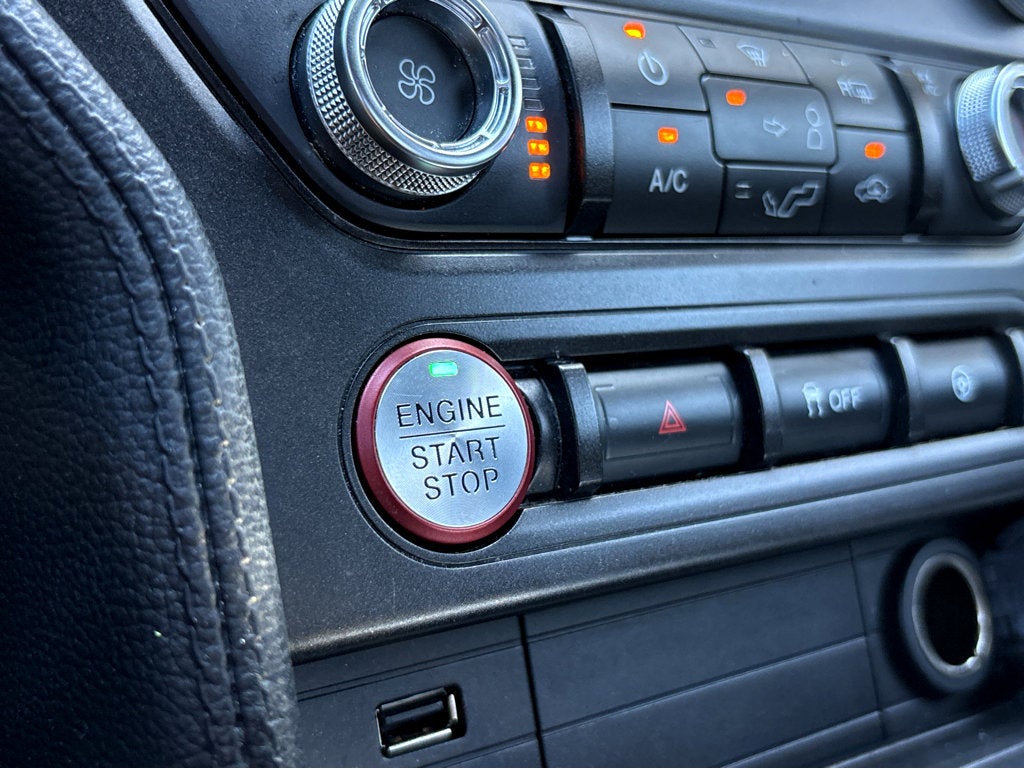 A/C
ENGINE
START
STOP
OFF